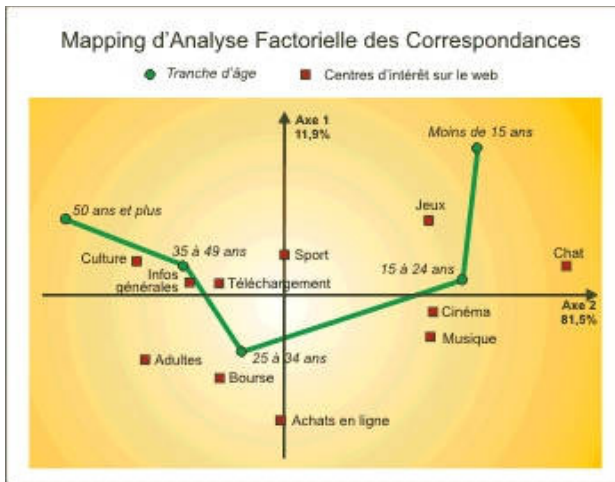 Mapping d'Analyse Factorielle des Correspondances
Tranche d'âge
Centres d'intérêt sur le web
Axe 1
11,9%
Moins de 15 ans
50 ans et plus
Jeux
Culture
35 à 49 ans
Sport
Chat
Infos
générales
Téléchargement
15 à 24 ans
Axe 2
81,5%
Cinéma
Musique
Adultes
25 à 34 ans
Bourse
Achats en ligne